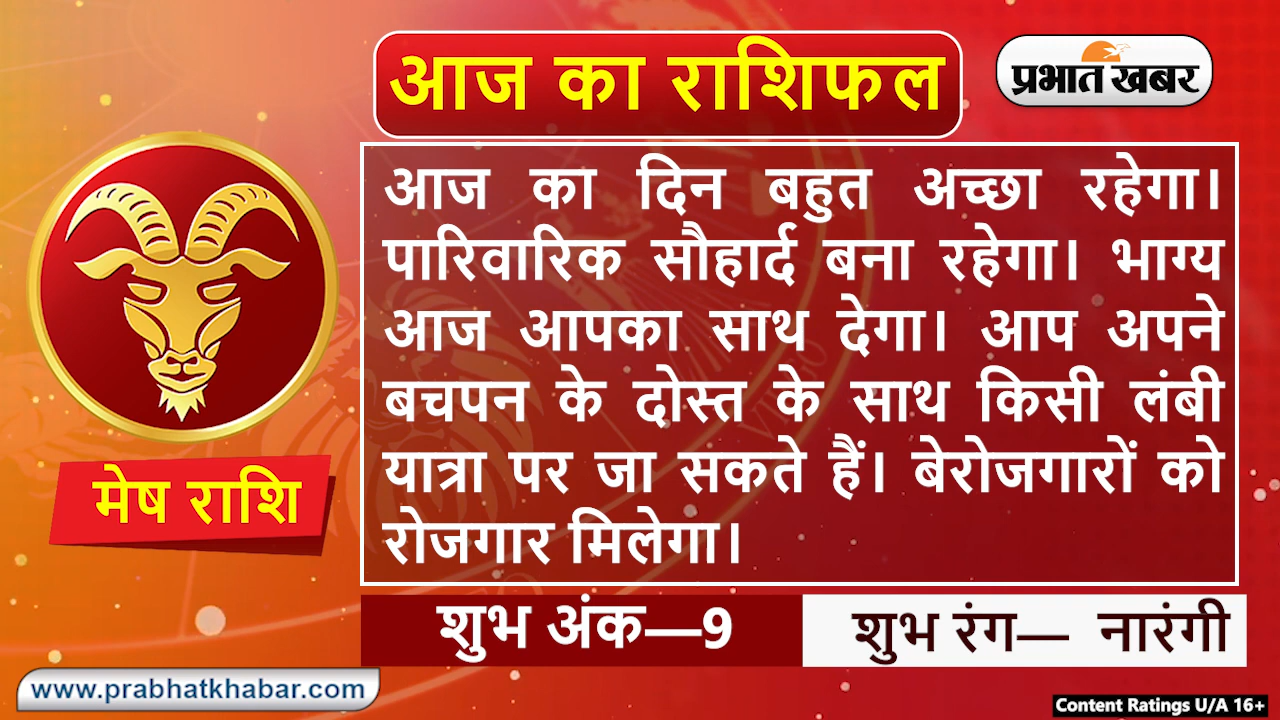 आज का राशिफल
प्रभात खबर
आज का दिन बहुत अच्छा रहेगा।
पारिवारिक सौहार्द बना रहेगा। भाग्य
आज आपका साथ देगा। आप अपने
बचपन के दोस्त के साथ किसी लंबी
यात्रा पर जा सकते हैं। बेरोजगारों को
रोजगार मिलेगा।
मेष राशि
शुभ अंक—9
शुभ रंग— नारंगी
www.prabhatkhabar.com
Content Ratings U/A 16+